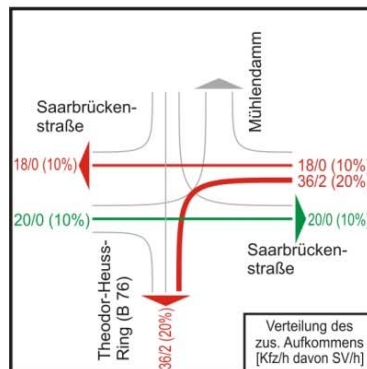 Mühlendamm
Saarbrücken-
straße
18/0 (10%)
18/0 (10%)
36/2 (20%
20/0 (10%)
20/0 (10%)
Saarbrücken-
straße
Theodor-Heuss-
Ring (B 76)
36/2 (20%)
Verteilung des
zus. Aufkommens
[Kfz/h davon SV/h]